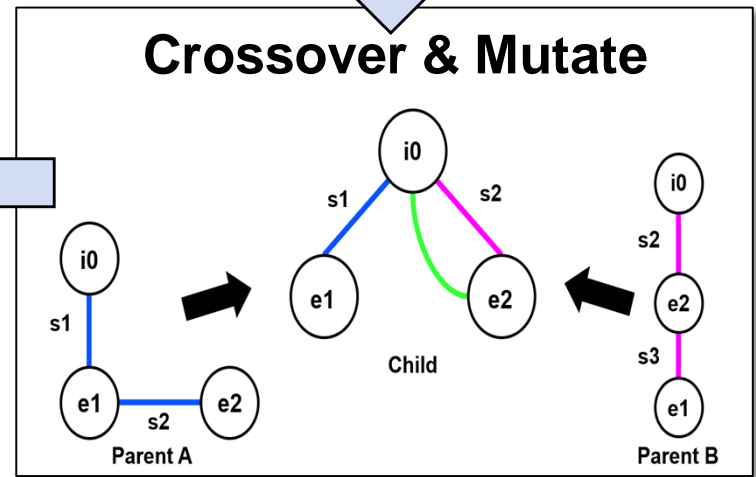 Crossover & Mutate
i0
s1
s2
e1
e2
Child
i0
s1
e1
s2
e2
Parent A
i0
s2
e2
s3
e1
Parent B